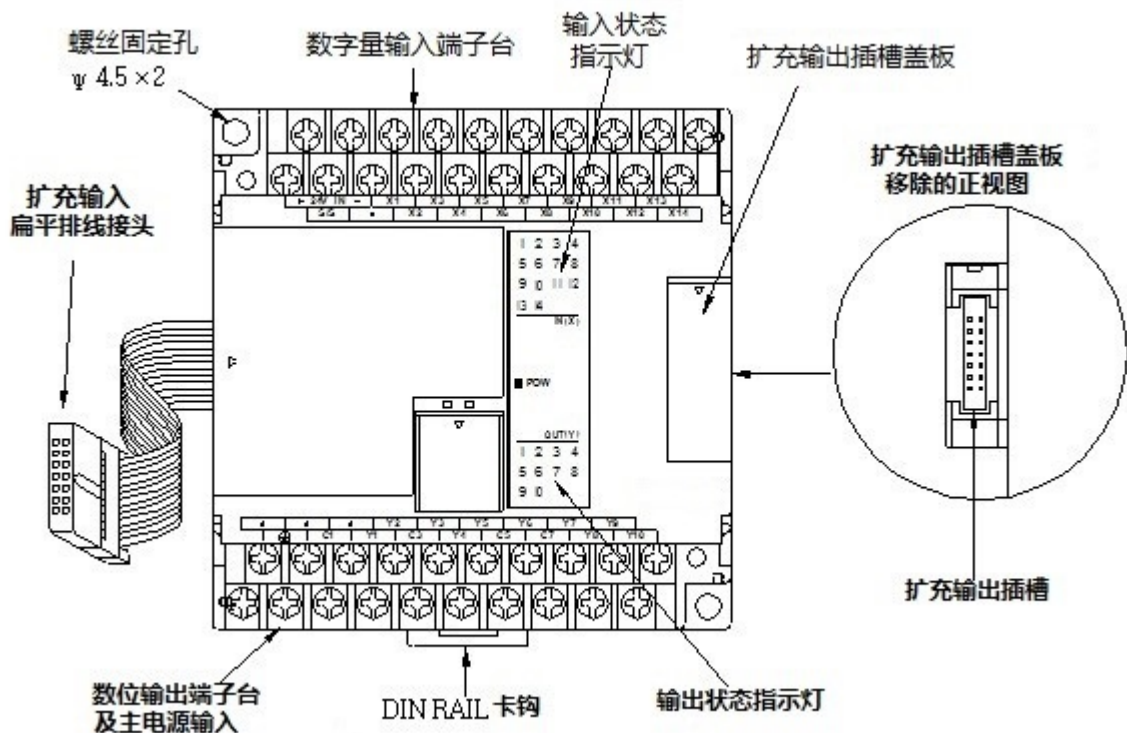 螺丝固定孔
ψ 4.5 ×2
数字量输入端子台
输入状态
指示灯
扩充输出插槽盖板
扩充输出插槽盖板
移除的正视图
扩充输入
扁平排线接头
24V IN - X1 X3 X5 X7 X9 X11 X13
S/S X2 X4 X6 X8 X10 X12 X14
1 2 3 4
5 6 7 8
9 10 11 12
13 14
IN(X)
POW
OUT(Y)
1 2 3 4
5 6 7 8
9 10
Y2 Y3 Y5 Y6 Y7 Y9
C1 Y1 C3 Y4 C5 C7 Y8 Y10
扩充输出插槽
数位输出端子台
及主电源输入
DIN RAIL 卡钩
输出状态指示灯